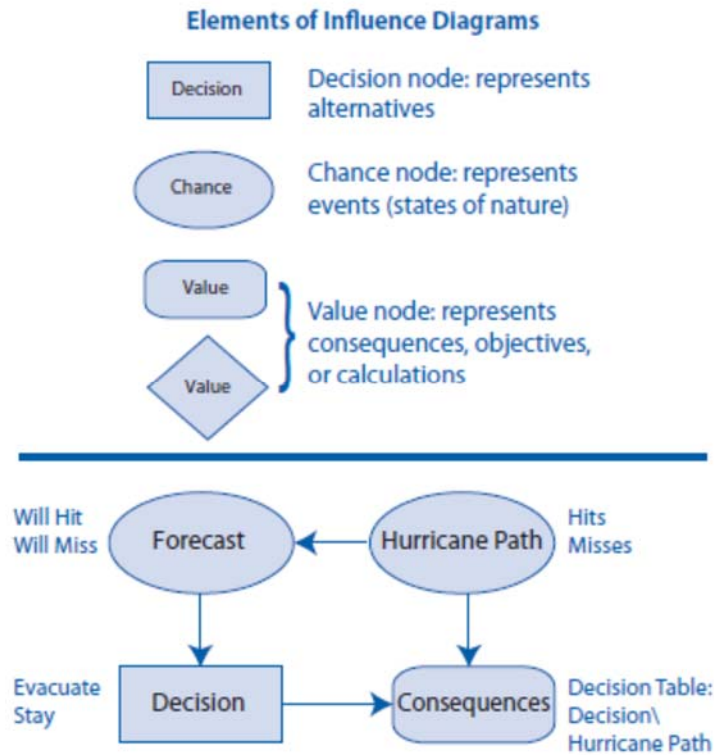 Elements of Influence Diagrams
Decision
Decision node: represents
alternatives
Chance
Chance node: represents
events (states of nature)
Value
Value
Value node: represents
consequences, objectives,
or calculations
Will Hit
Will Miss
Forecast
Hurricane Path
Hits
Misses
Evacuate
Stay
Decision
Consequences
Decision Table:
Decision\
Hurricane Path